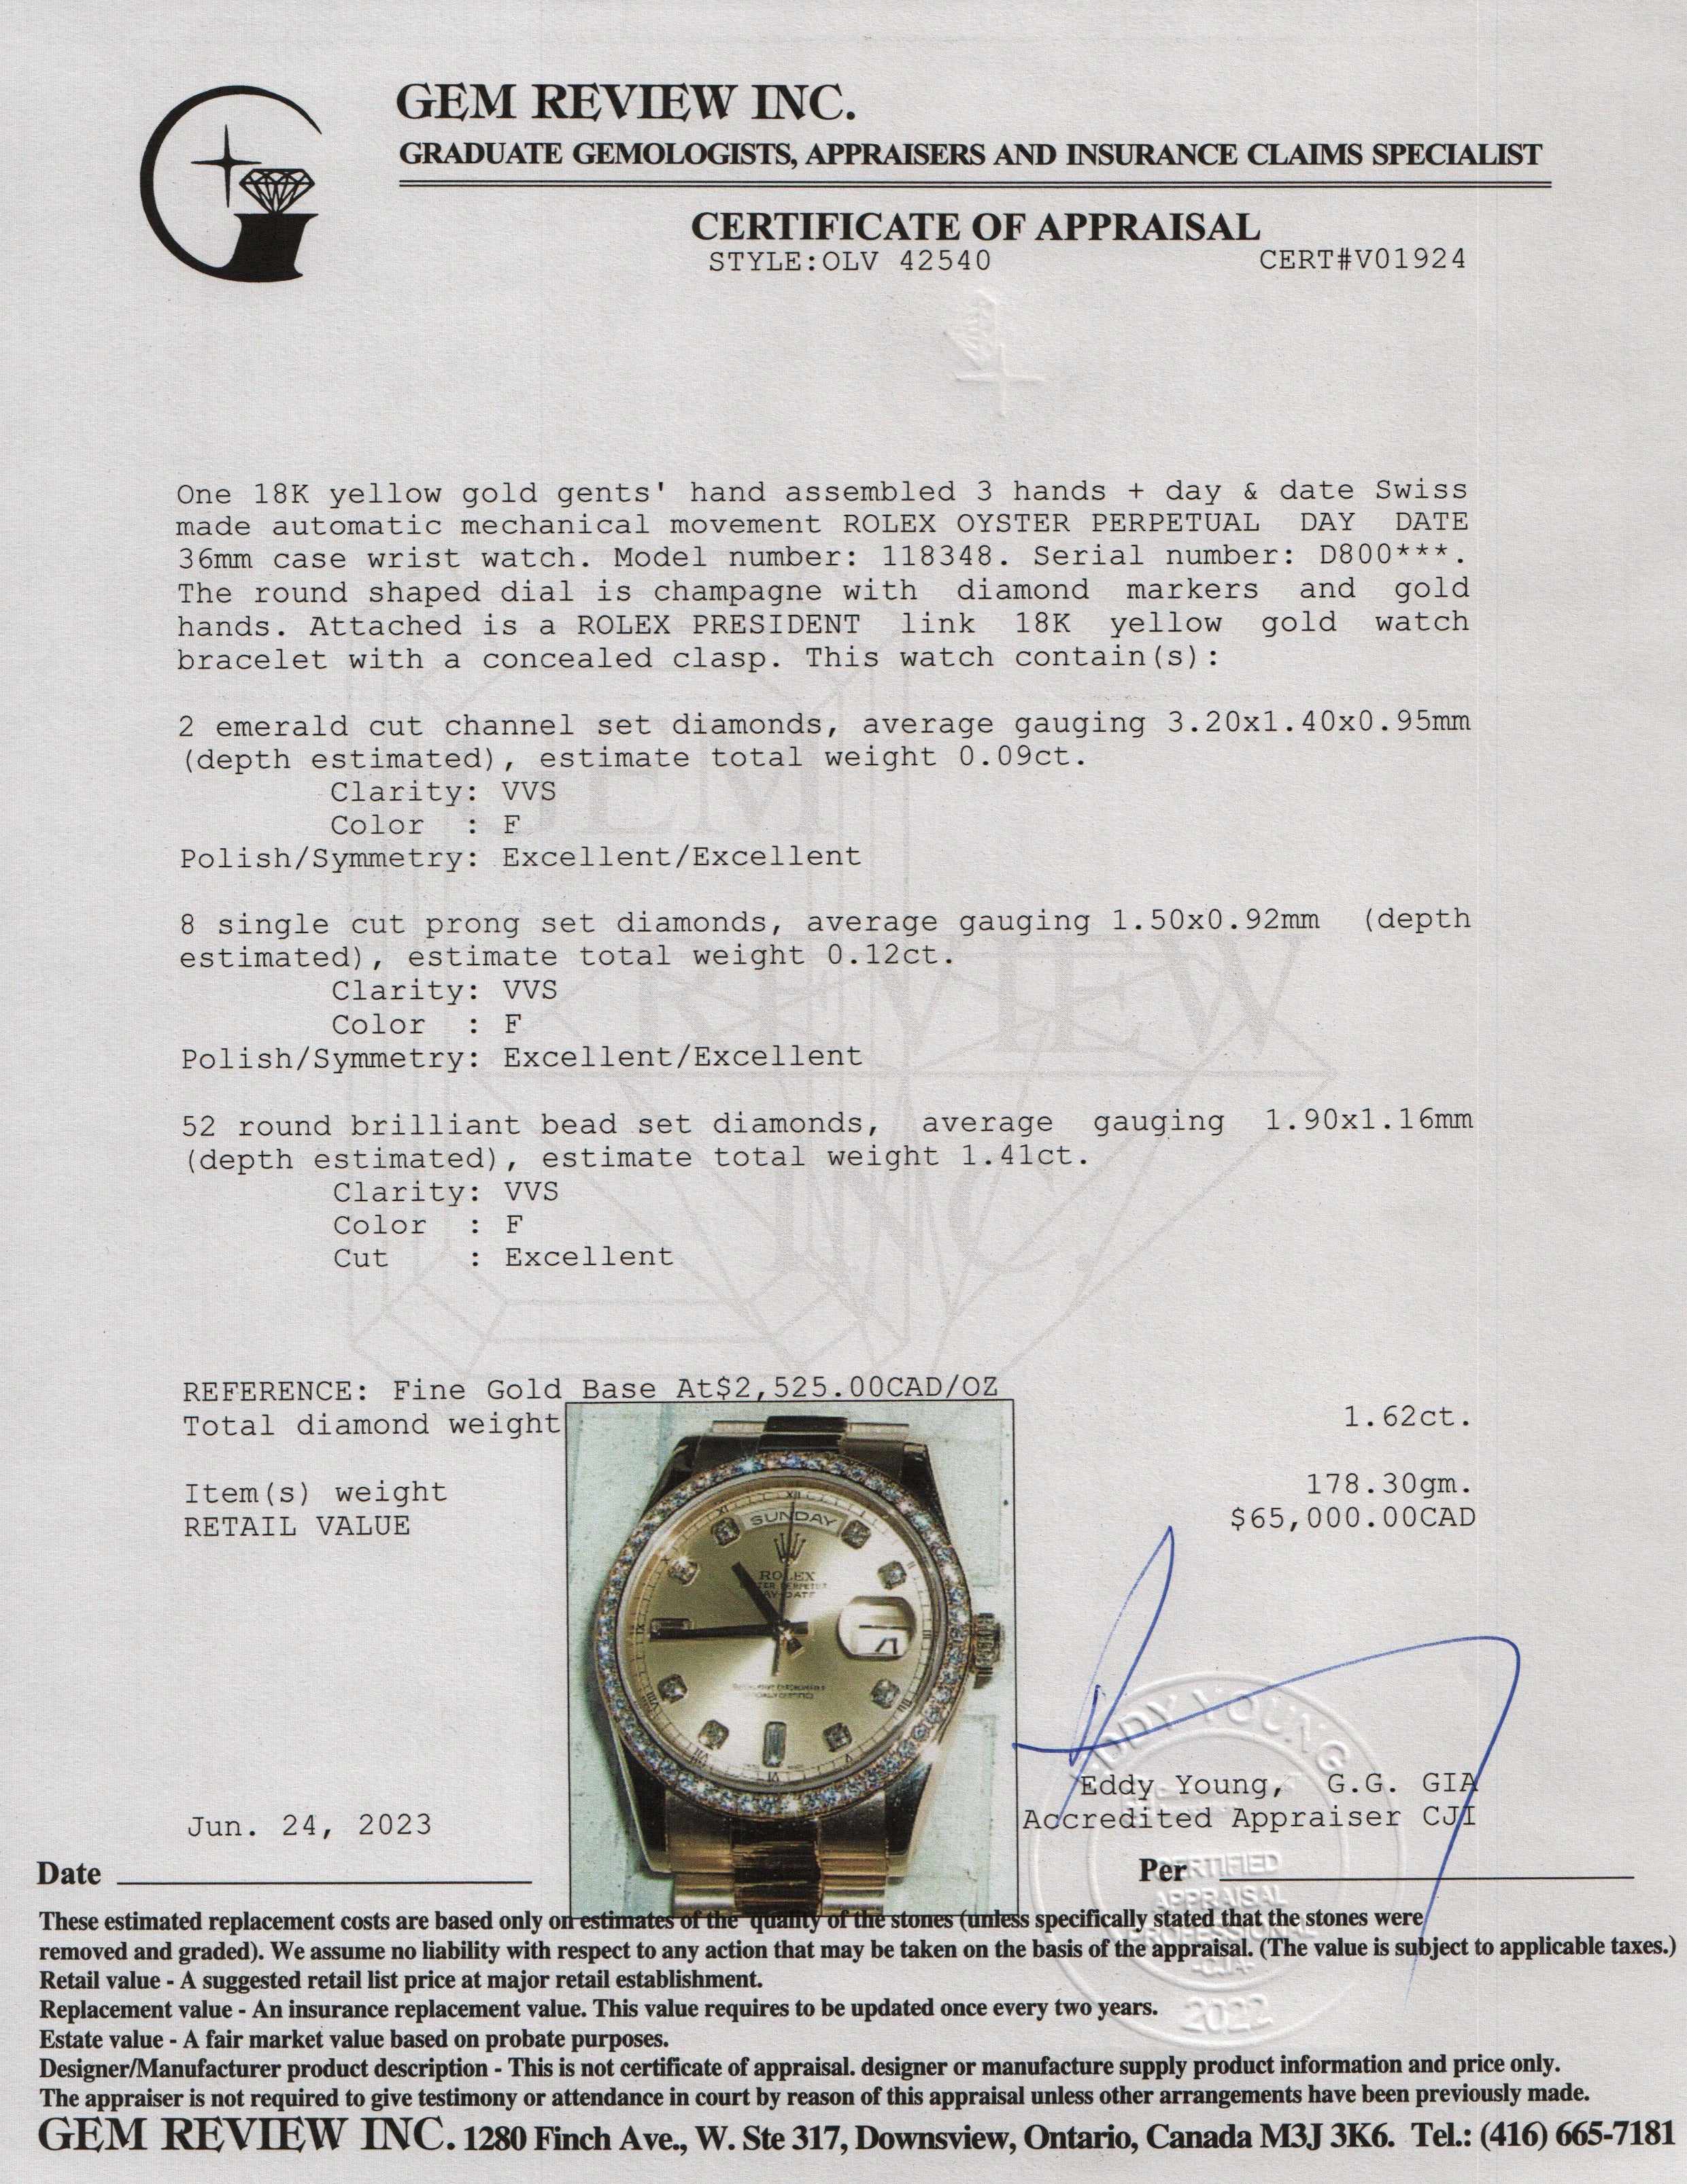 GEM REVIEW INC.
GRADUATE GEMOLOGISTS, APPRAISERS AND INSURANCE CLAIMS SPECIALIST
CERTIFICATE OF APPRAISAL
STYLE:OLV 42540 CERT#V01924
One 18K yellow gold gents' hand assembled 3 hands + day & date Swiss
made automatic mechanical movement ROLEX OYSTER PERPETUAL DAY DATE
36mm case wrist watch. Model number: 118348. Serial number: D800***.
The round shaped dial is champagne with diamond markers and gold
hands. Attached is a ROLEX PRESIDENT link 18K yellow gold watch
bracelet with a concealed clasp. This watch contain(s):
2 emerald cut channel set diamonds, average gauging 3.20x1.40x0.95mm
(depth estimated), estimate total weight 0.09ct.
Clarity: VVS
Color : F
Polish/Symmetry: Excellent/Excellent
8 single cut prong set diamonds, average gauging 1.50x0.92mm (depth
estimated), estimate total weight 0.12ct.
Clarity: VVS
Color : F
Polish/Symmetry: Excellent/Excellent
52 round brilliant bead set diamonds, average gauging 1.90x1.16mm
(depth estimated), estimate total weight 1.41ct.
Clarity: VVS
Color : F
Cut : Excellent
GEM
REVIEW
INC
REFERENCE: Fine Gold Base At$2,525.00CAD/OZ
Total diamond weight 1.62ct.
Item(s) weight 178.30gm.
RETAIL VALUE $65,000.00CAD
SUNDAY
ROLEX
EDDY YOUNG
Eddy Young, G.G. GIA
Accredited Appraiser CJI
Jun. 24, 2023
Date
Per
CERTIFIED
APPRAISAL
PROFESSIONAL
-CJA-
2022
These estimated replacement costs are based only on estimates of the quality of the stones (unless specifically stated that the stones were
removed and graded). We assume no liability with respect to any action that may be taken on the basis of the appraisal. (The value is subject to applicable taxes.)
Retail value - A suggested retail list price at major retail establishment.
Replacement value - An insurance replacement value. This value requires to be updated once every two years.
Estate value - A fair market value based on probate purposes.
Designer/Manufacturer product description - This is not certificate of appraisal. designer or manufacture supply product information and price only.
The appraiser is not required to give testimony or attendance in court by reason of this appraisal unless other arrangements have been previously made.
GEM REVIEW INC. 1280 Finch Ave., W. Ste 317, Downsview, Ontario, Canada M3J 3K6. Tel.: (416) 665-7181